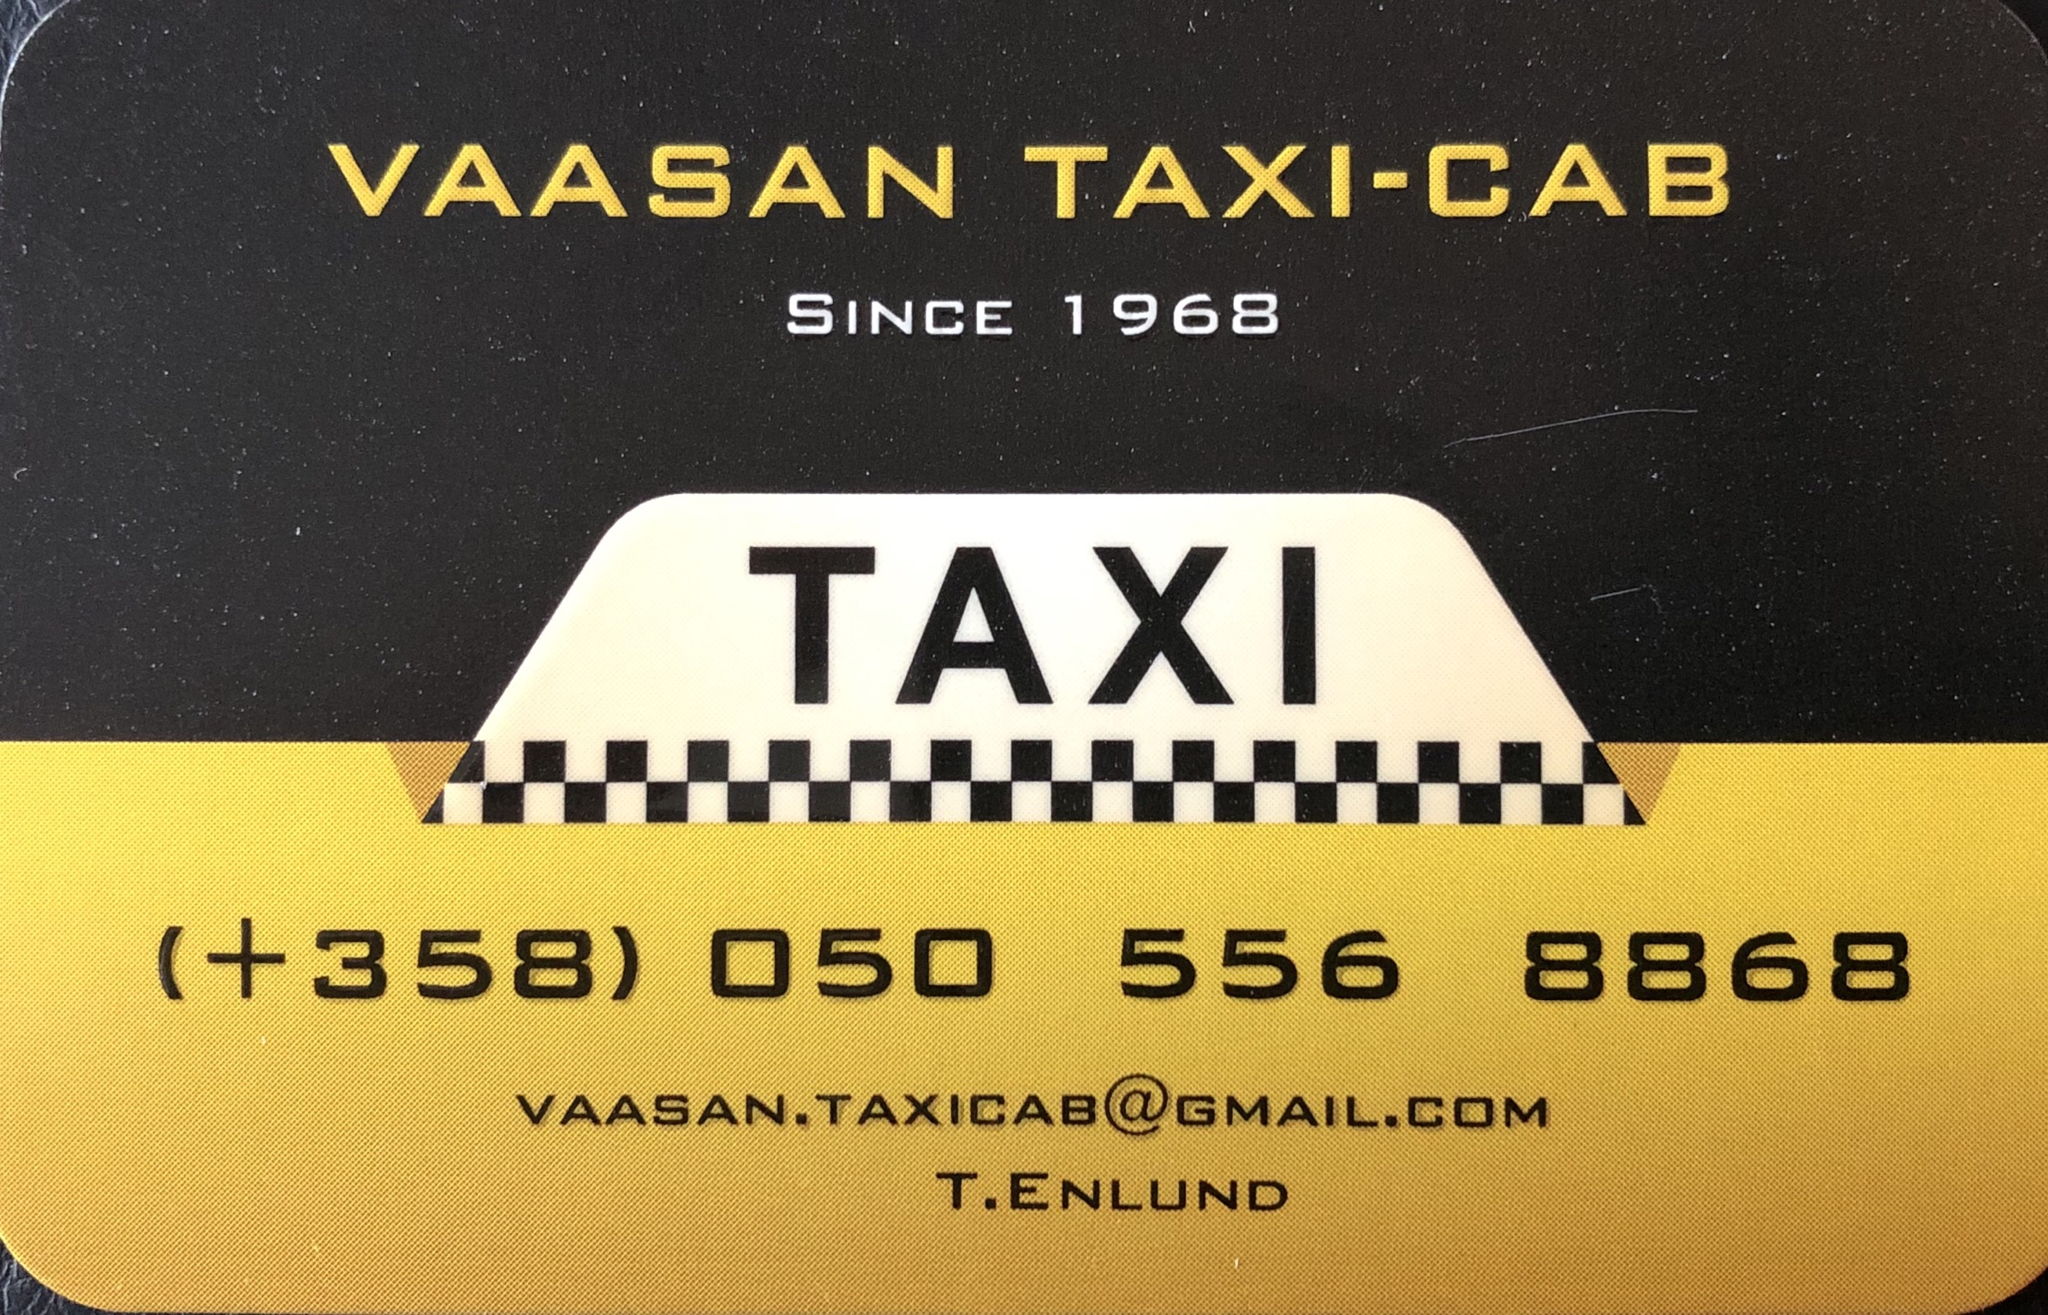 VAASAN TAXI-CAB
SINCE 1968
TAXI
(+358) 050 556 8868
VAASAN.TAXICAB@GMAIL.COM
T.ENLUND